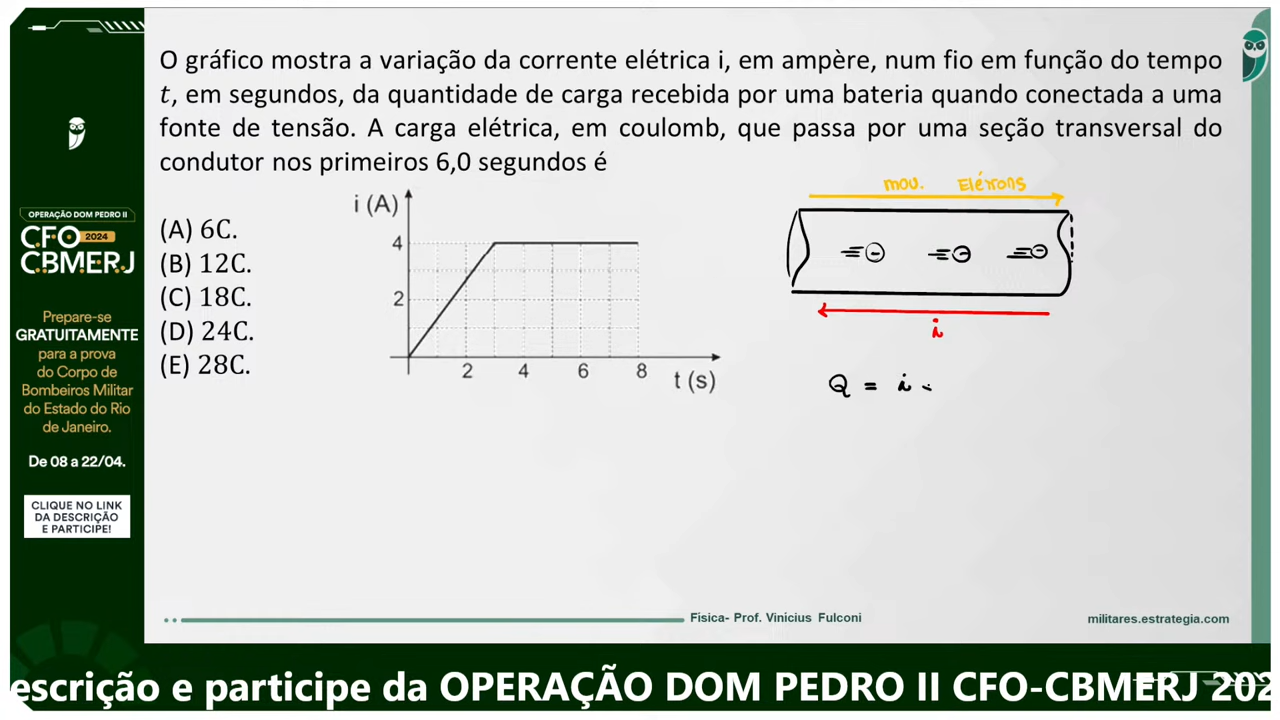 OPERAÇÃO DOM PEDRO II
CFO 2024
CBMERJ
Prepare-se
GRATUITAMENTE
para a prova
do Corpo de
Bombeiros Militar
do Estado do Rio
de Janeiro.
De 08 a 22/04.
CLIQUE NO LINK
DA DESCRIÇÃO
E PARTICIPE!
O gráfico mostra a variação da corrente elétrica i, em ampère, num fio em função do tempo
t, em segundos, da quantidade de carga recebida por uma bateria quando conectada a uma
fonte de tensão. A carga elétrica, em coulomb, que passa por uma seção transversal do
condutor nos primeiros 6,0 segundos é
(A) 6C.
(B) 12C.
(C) 18C.
(D) 24C.
(E) 28C.
i (A)
4
2
2 4 6 8
t (s)
mov. Elétrons
- - -
i
Q = i .
Física- Prof. Vinícius Fulconi
militares.estrategia.com
escrição e participe da OPERAÇÃO DOM PEDRO II CFO-CBMERJ 202